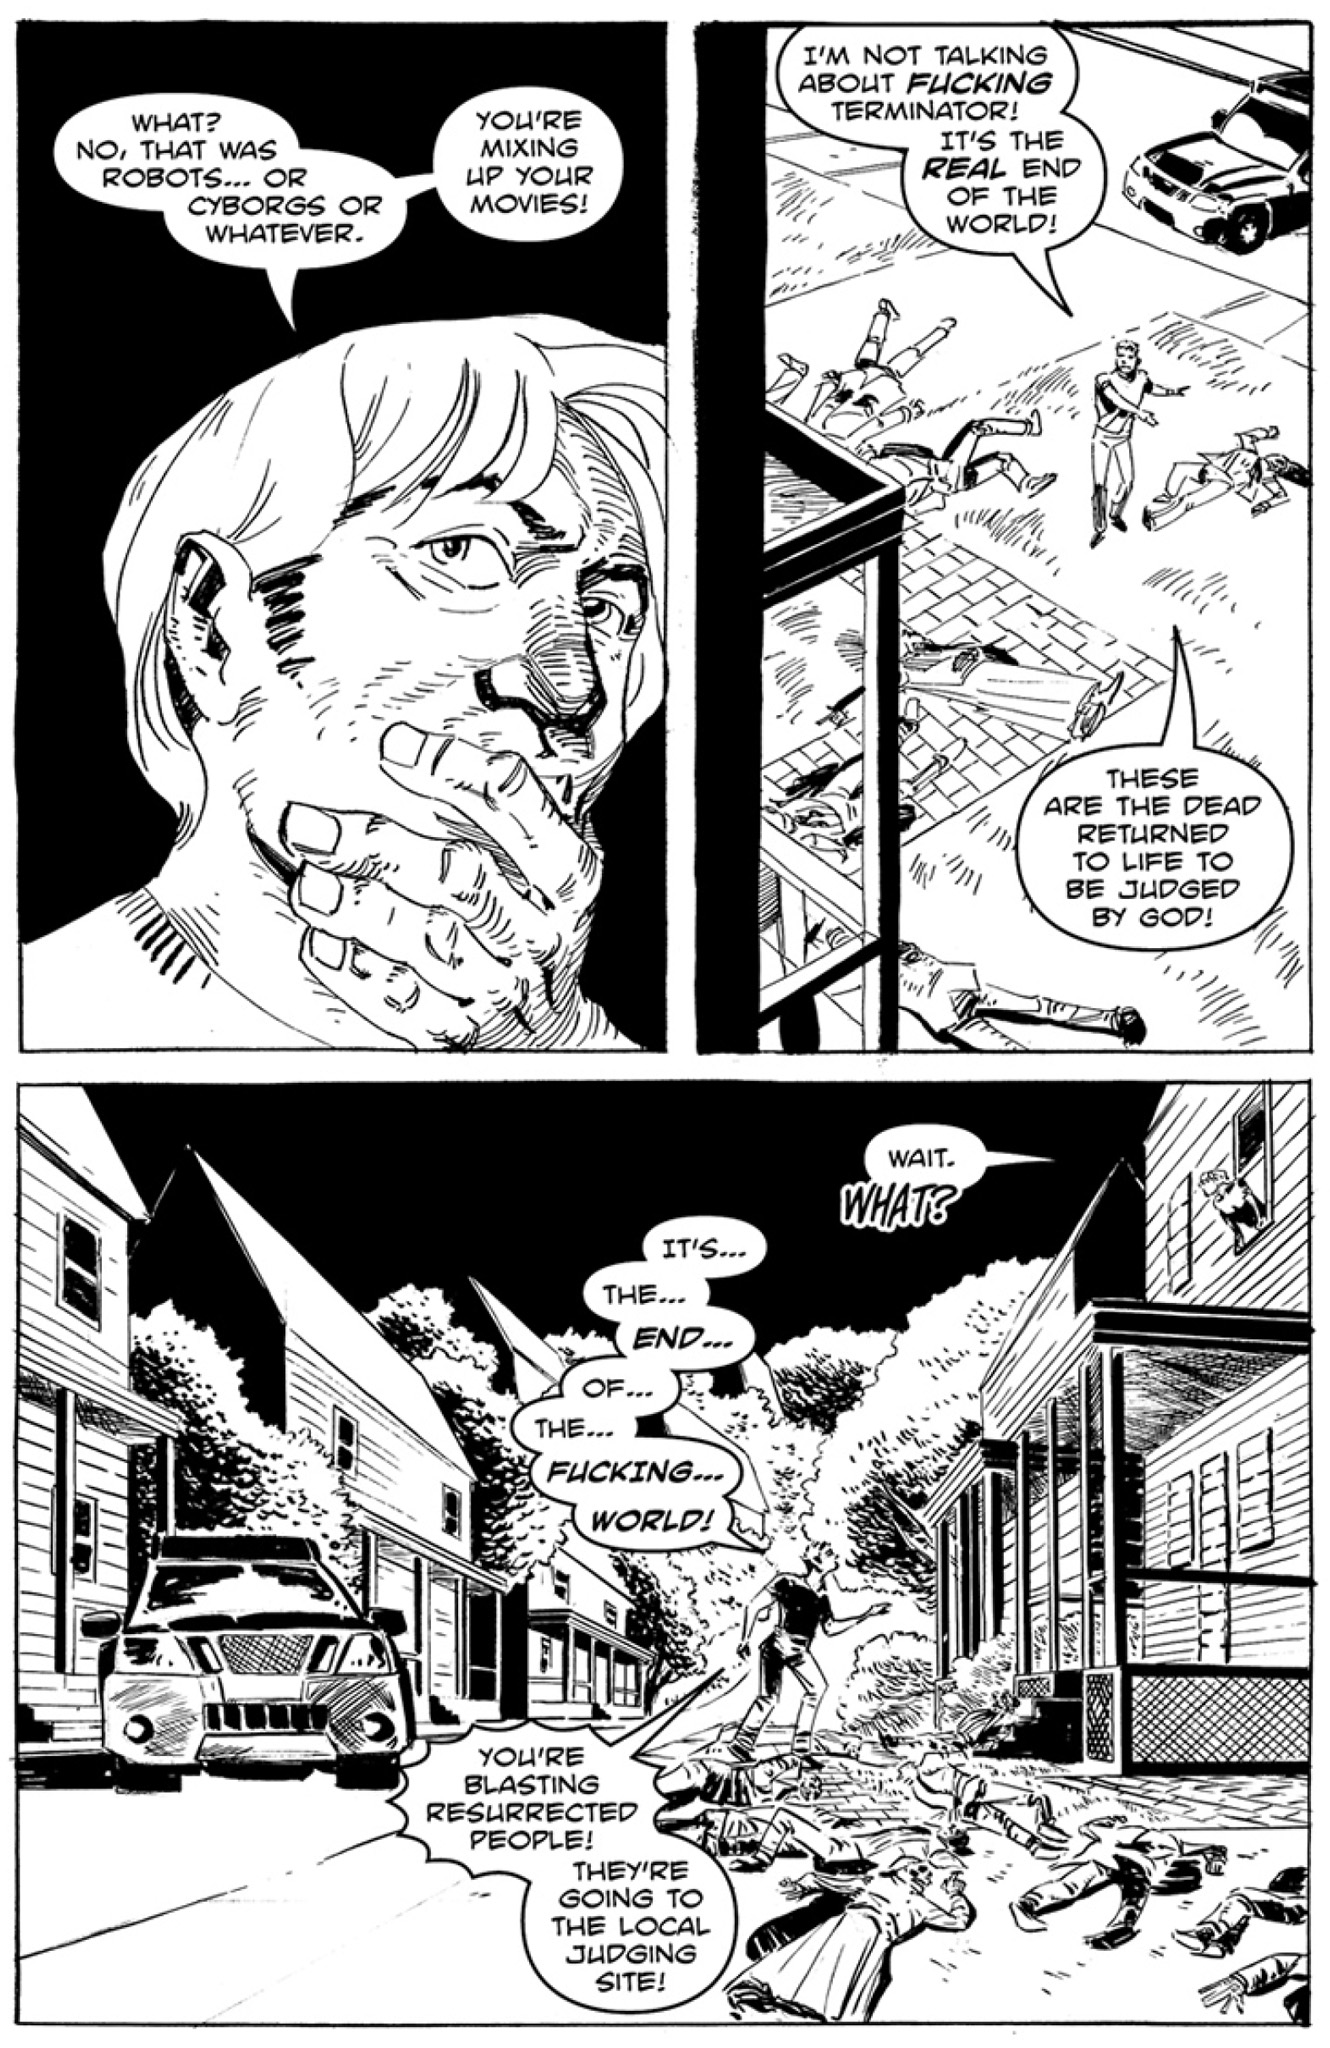 WHAT?
NO, THAT WAS
ROBOTS... OR
CYBORGS OR
WHATEVER.
YOU'RE
MIXING
UP YOUR
MOVIES!
I'M NOT TALKING
ABOUT FUCKING
TERMINATOR!
IT'S THE
REAL END
OF THE
WORLD!
THESE
ARE THE DEAD
RETURNED
TO LIFE TO
BE JUDGED
BY GOD!
WAIT.
WHAT?
IT'S...
THE...
END...
OF...
THE...
FUCKING...
WORLD!
YOU'RE
BLASTING
RESURRECTED
PEOPLE!
THEY'RE
GOING TO
THE LOCAL
JUDGING
SITE!